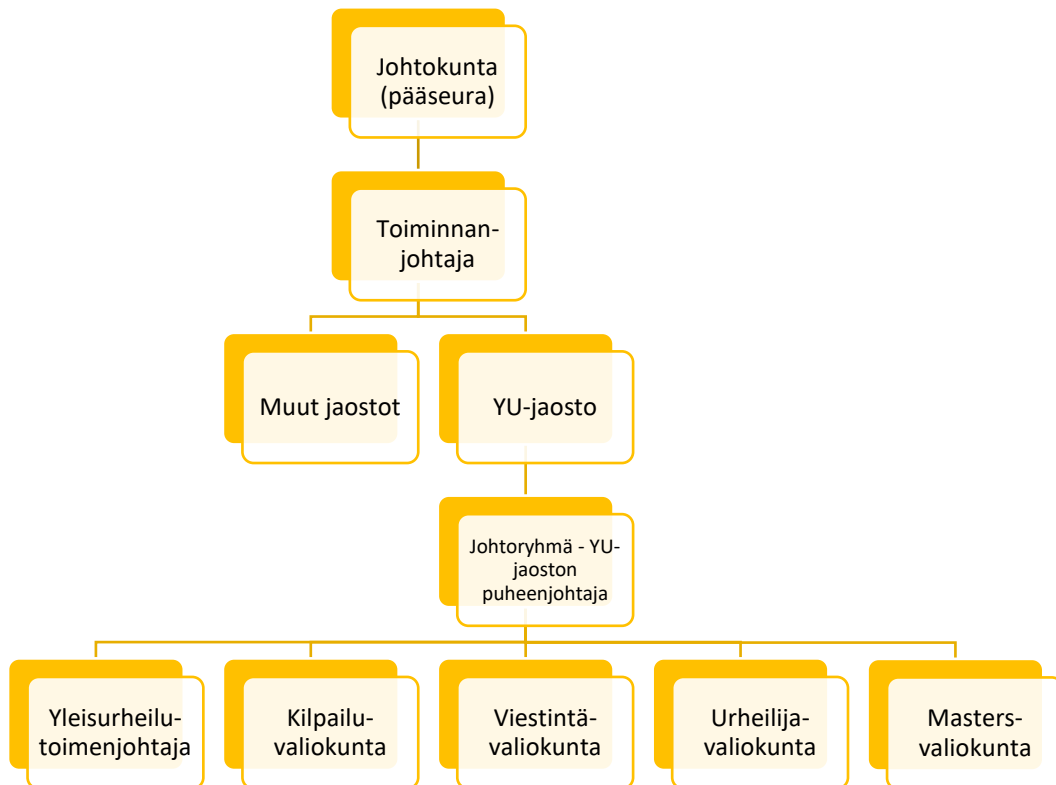 Johtokunta
(pääseura)
Toiminnan-
johtaja
Muut jaostot
YU-jaosto
Johtoryhmä - YU-
jaoston
puheenjohtaja
Yleisurheilu-
toimenjohtaja
Kilpailu-
valiokunta
Viestintä-
valiokunta
Urheilija-
valiokunta
Masters-
valiokunta